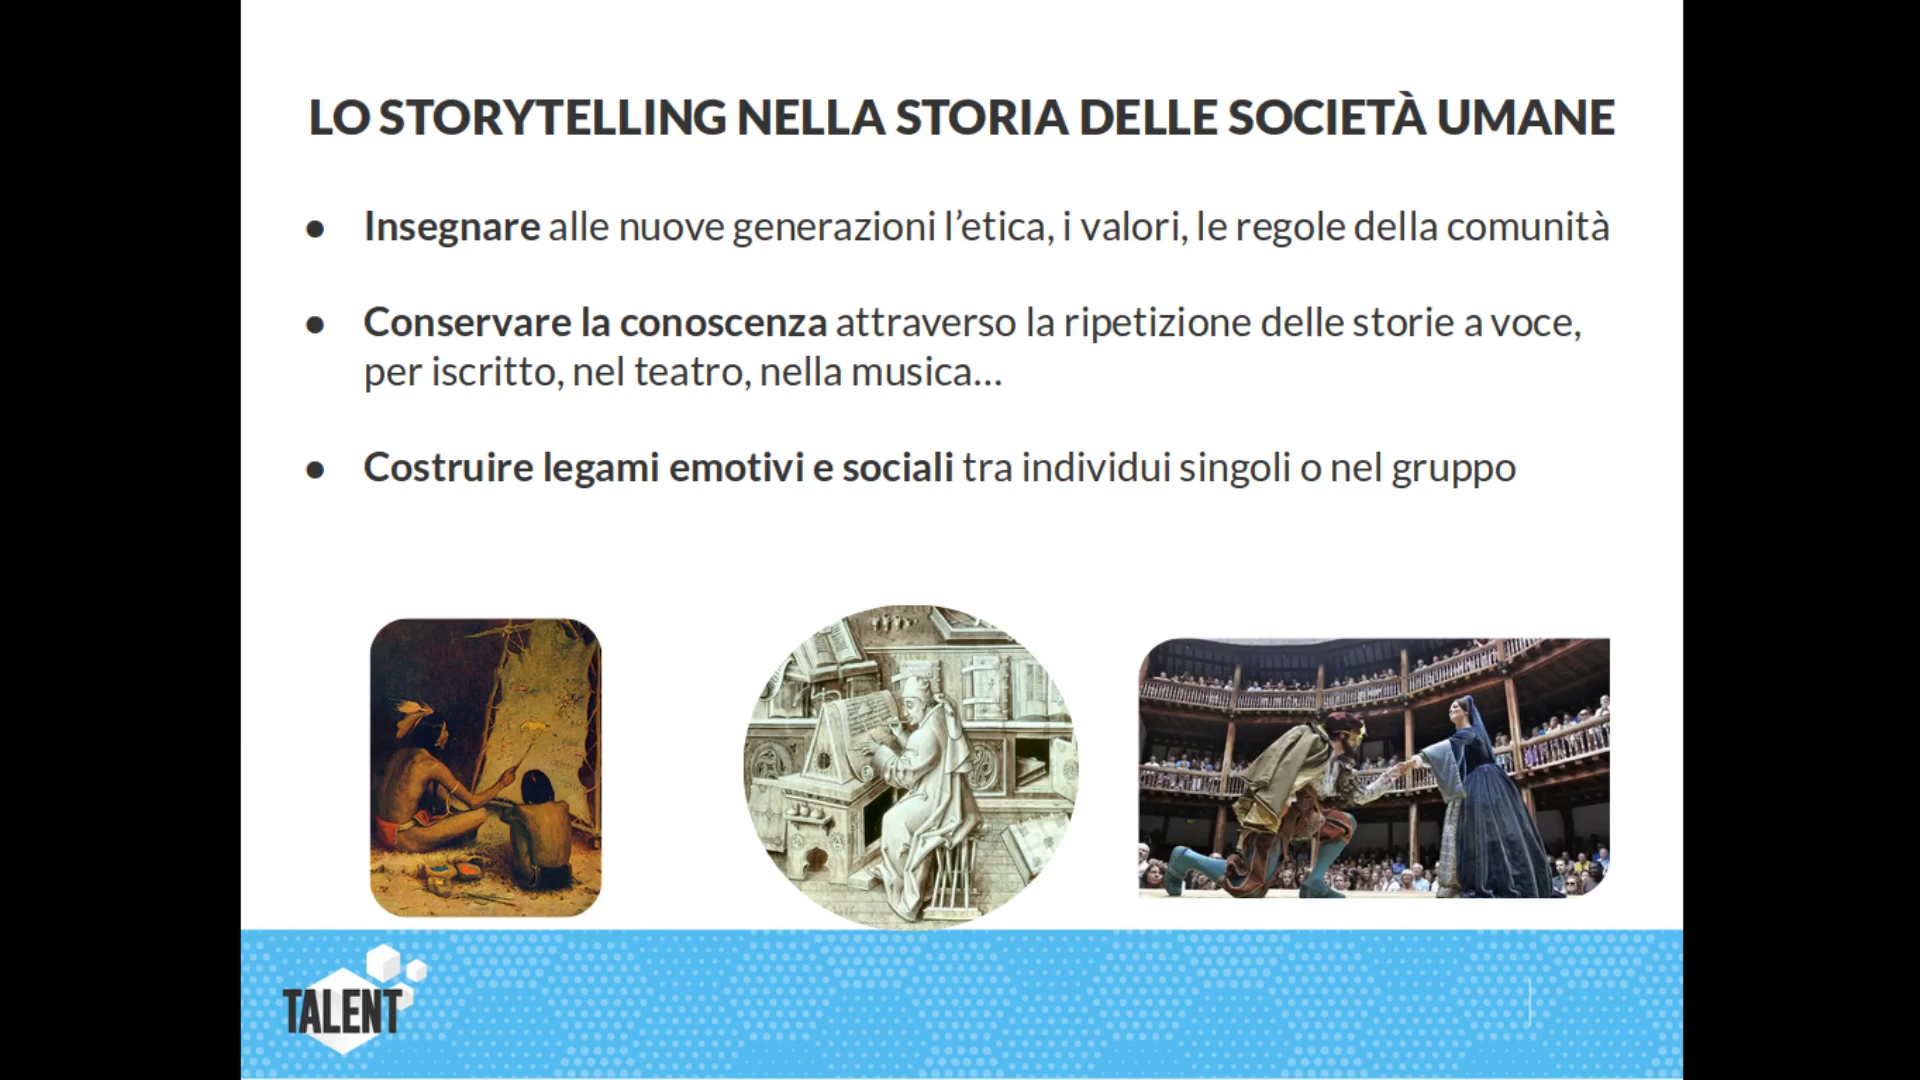 LO STORYTELLING NELLA STORIA DELLE SOCIETÀ UMANE
● Insegnare alle nuove generazioni l’etica, i valori, le regole della comunità
● Conservare la conoscenza attraverso la ripetizione delle storie a voce,
per iscritto, nel teatro, nella musica...
● Costruire legami emotivi e sociali tra individui singoli o nel gruppo
TALENT